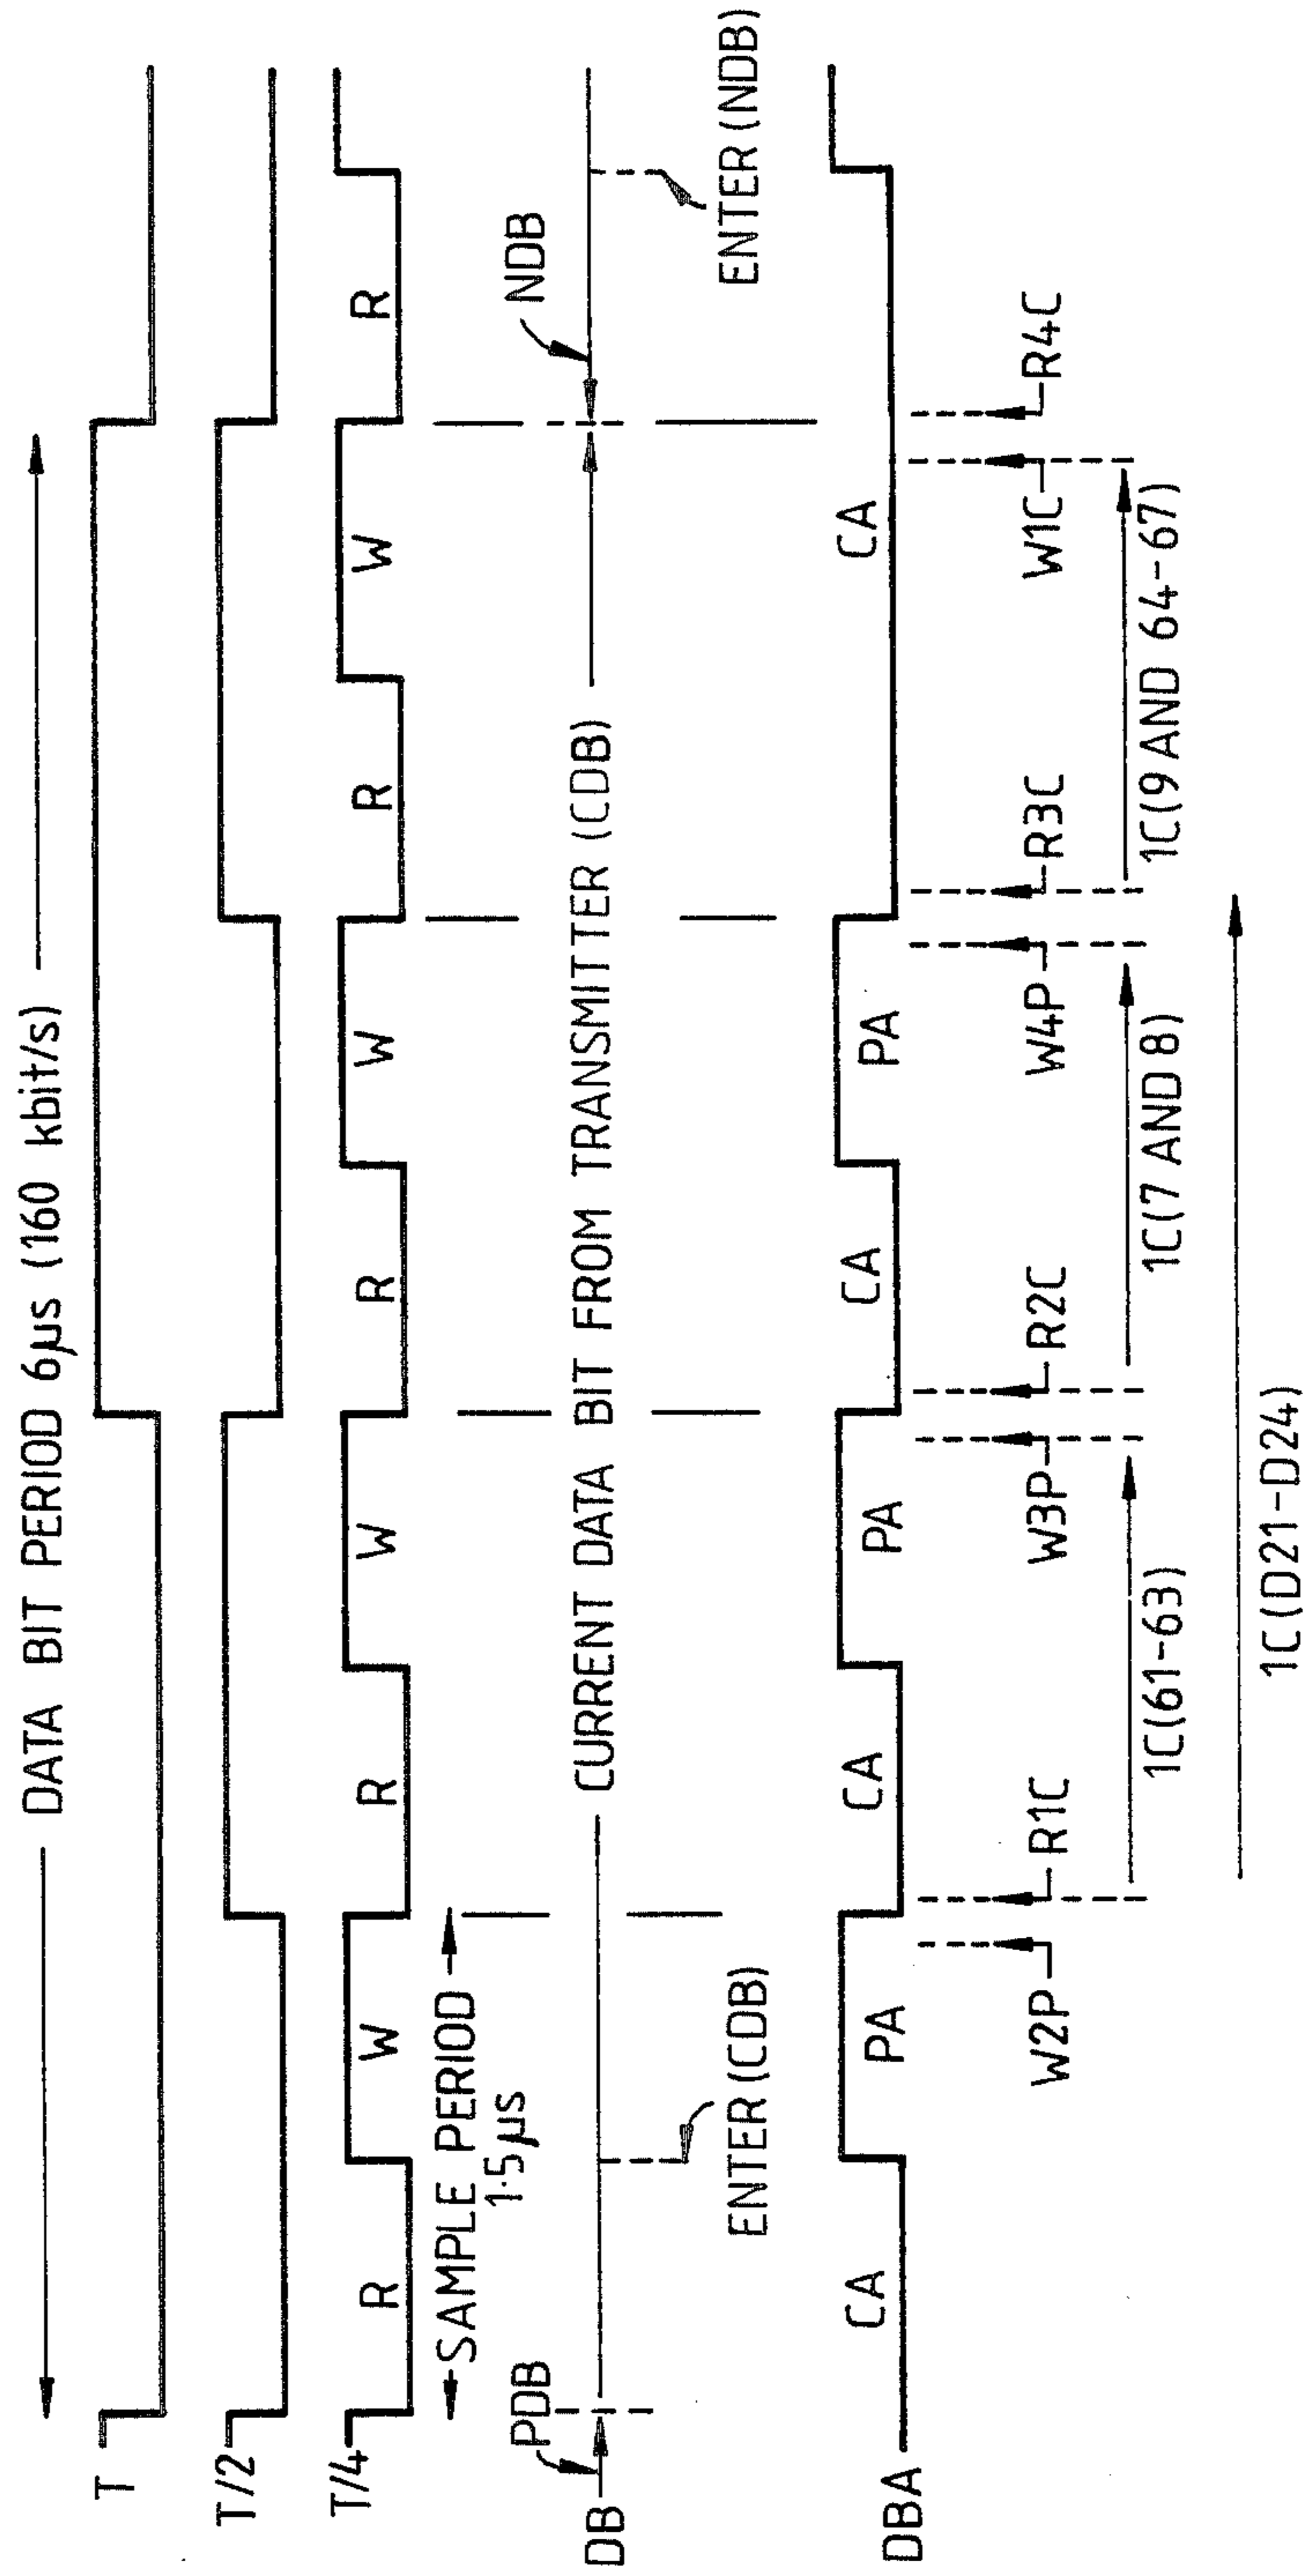 DATA BIT PERIOD 6μs (160 kbit/s)
T
T/2
T/4
R
W
R
W
R
W
R
W
R
SAMPLE PERIOD
1·5μs
DB
PDB
CURRENT DATA BIT FROM TRANSMITTER (CDB)
NDB
ENTER (CDB)
ENTER (NDB)
DBA
CA
PA
CA
PA
CA
PA
CA
W2P
R1C
W3P
R2C
W4P
R3C
W1C
R4C
1C(61-63)
1C(7 AND 8)
1C(9 AND 64-67)
1C(D21-D24)